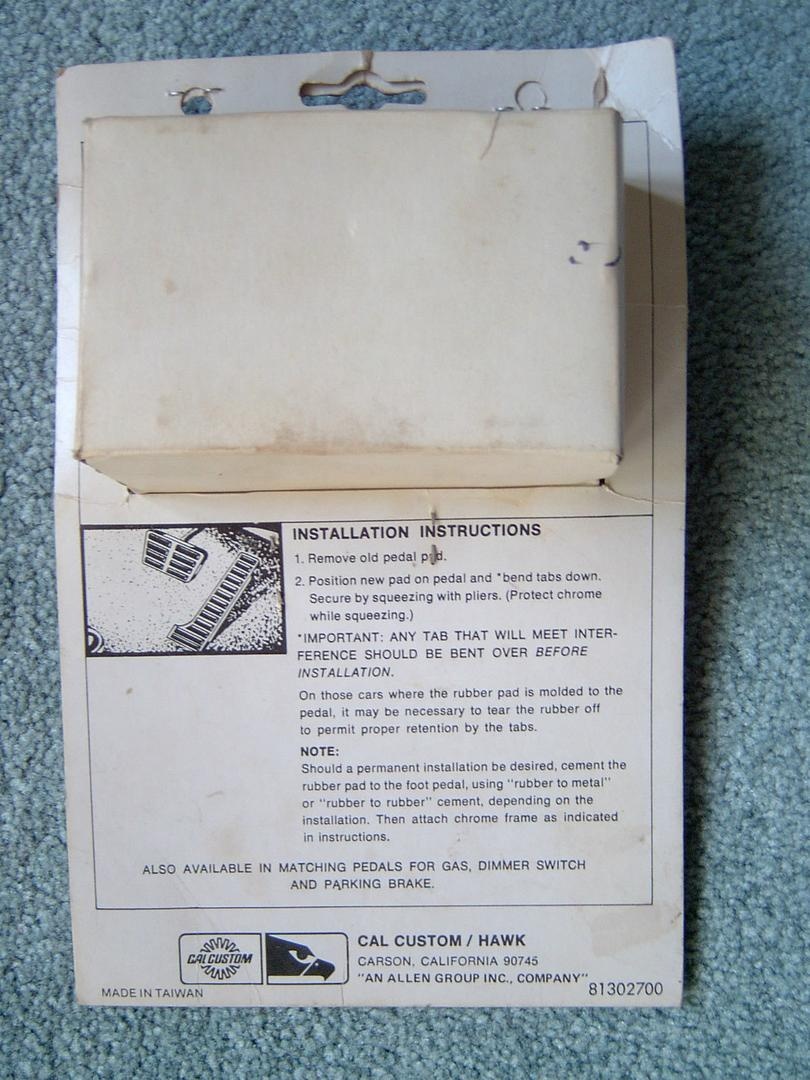 INSTALLATION INSTRUCTIONS
1. Remove old pedal pad.
2. Position new pad on pedal and *bend tabs down.
Secure by squeezing with pliers. (Protect chrome
while squeezing.)
*IMPORTANT: ANY TAB THAT WILL MEET INTER-
FERENCE SHOULD BE BENT OVER BEFORE
INSTALLATION.
On those cars where the rubber pad is molded to the
pedal, it may be necessary to tear the rubber off
to permit proper retention by the tabs.
NOTE:
Should a permanent installation be desired, cement the
rubber pad to the foot pedal, using "rubber to metal"
or "rubber to rubber" cement, depending on the
installation. Then attach chrome frame as indicated
in instructions.
ALSO AVAILABLE IN MATCHING PEDALS FOR GAS, DIMMER SWITCH
AND PARKING BRAKE.
CAL CUSTOM
CAL CUSTOM / HAWK
CARSON, CALIFORNIA 90745
"AN ALLEN GROUP INC., COMPANY"
MADE IN TAIWAN
81302700